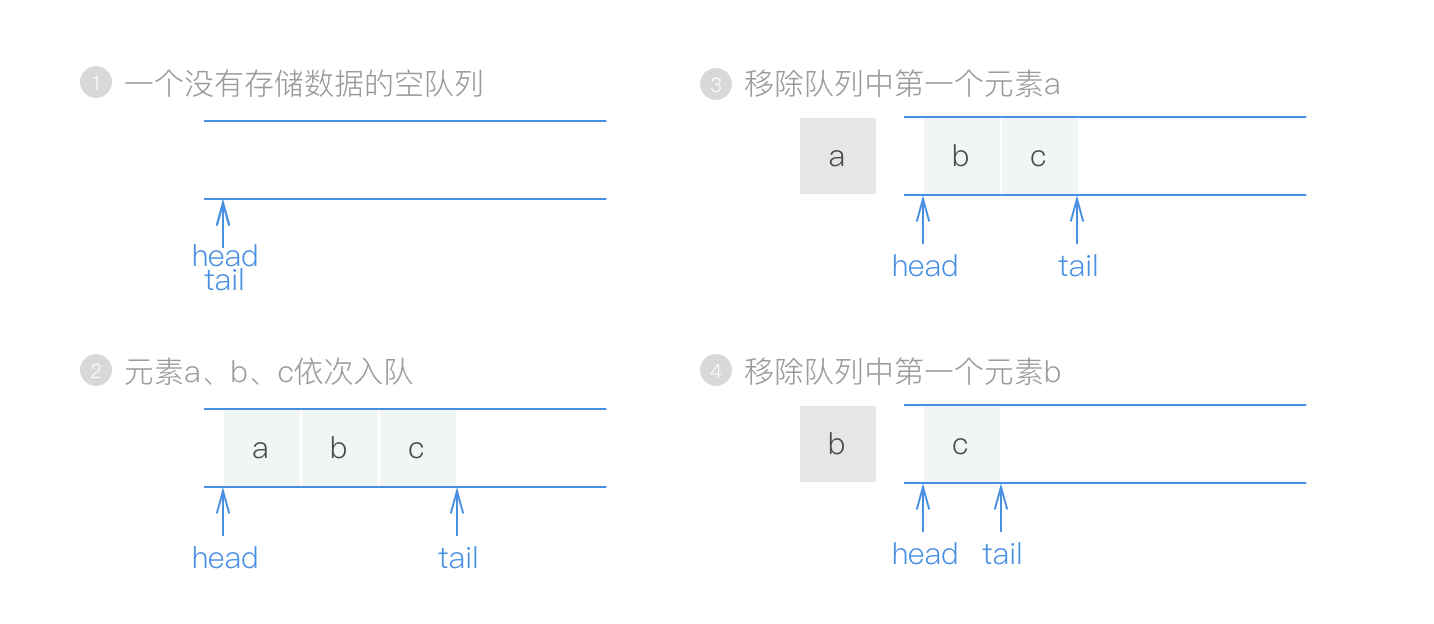 1 一个没有存储数据的空队列
head
tail
2 元素a、b、c依次入队
a b c
head tail
3 移除队列中第一个元素a
a b c
head tail
4 移除队列中第一个元素b
b c
head tail